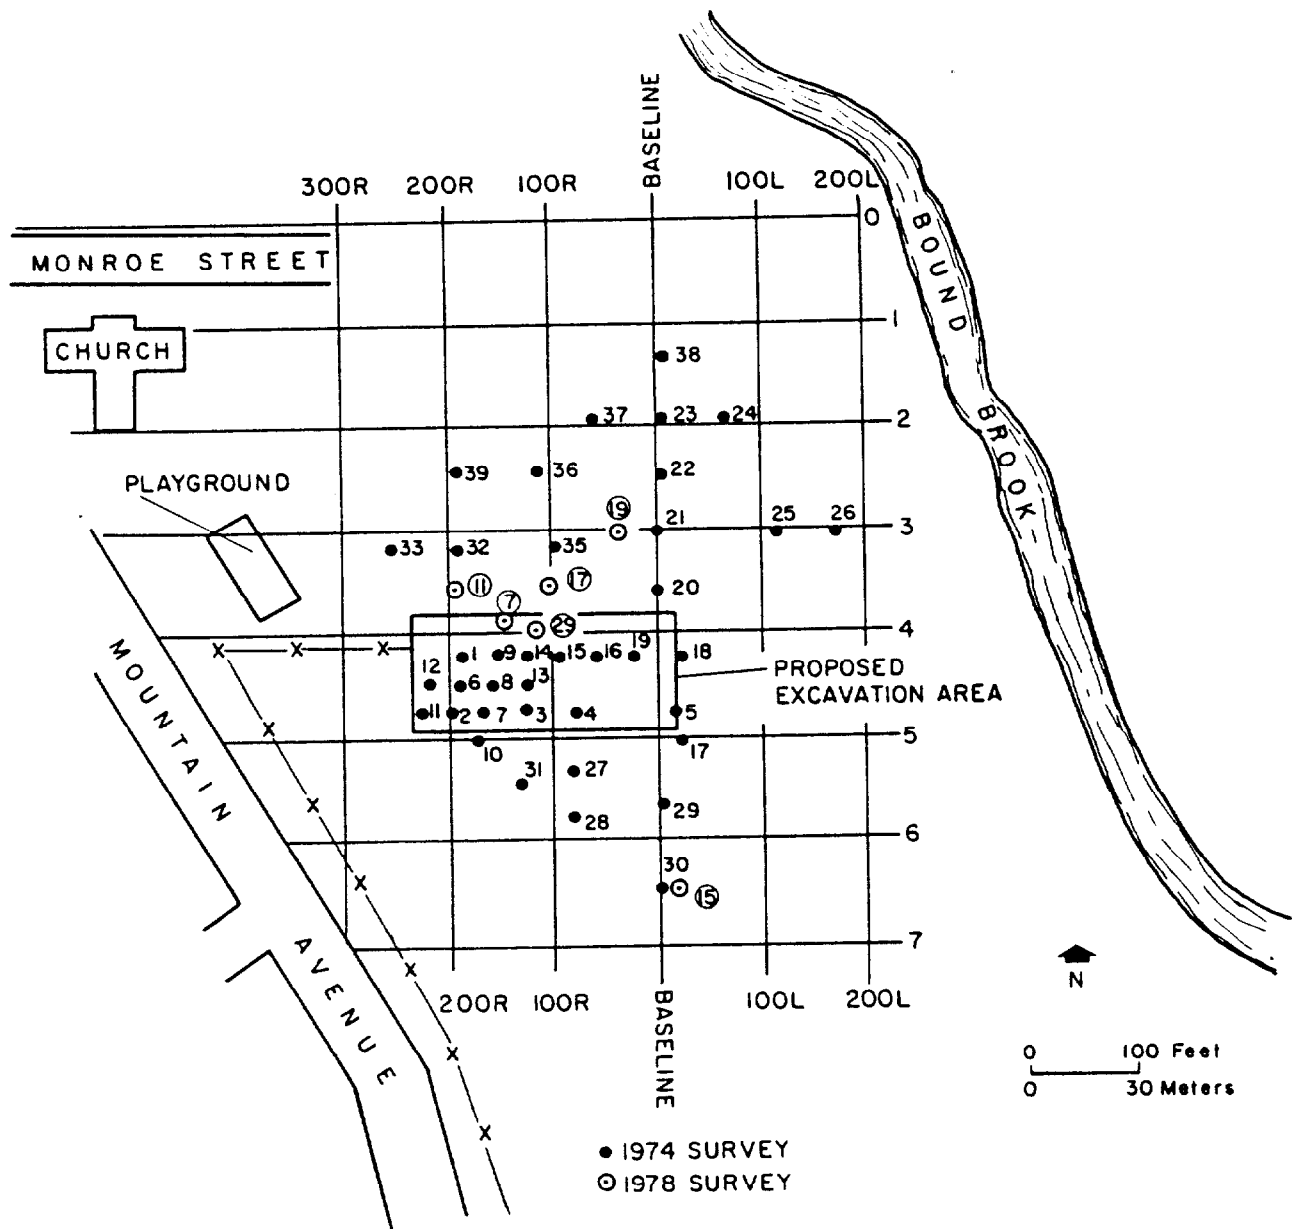 BASELINE
300R 200R 100R 100L 200L
0
MONROE STREET
1
CHURCH
38
37 23 24
2
39 36 22
PLAYGROUND
19
21 25 26
3
33 32 35
11 17
20
7
29
4
12 1 9 14 15 16 19 18
PROPOSED
EXCAVATION AREA
6 8 13
11 2 7 3 4 5
5
10 17
31 27
28 29
6
30
15
7
MOUNTAIN
AVENUE
BOUND
BROOK
N
200R 100R 100L 200L
BASELINE
0 100 Feet
0 30 Meters
1974 SURVEY
1978 SURVEY